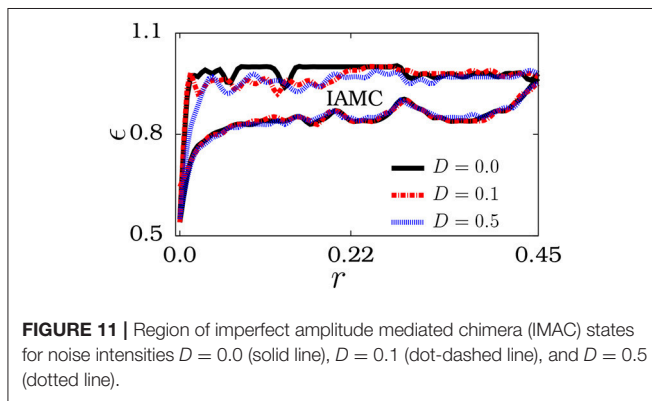 1.1
ϵ
0.8
0.5
IAMC
D = 0.0
D = 0.1
D = 0.5
0.0
0.22
0.45
r
FIGURE 11 | Region of imperfect amplitude mediated chimera (IMAC) states
for noise intensities D = 0.0 (solid line), D = 0.1 (dot-dashed line), and D = 0.5
(dotted line).